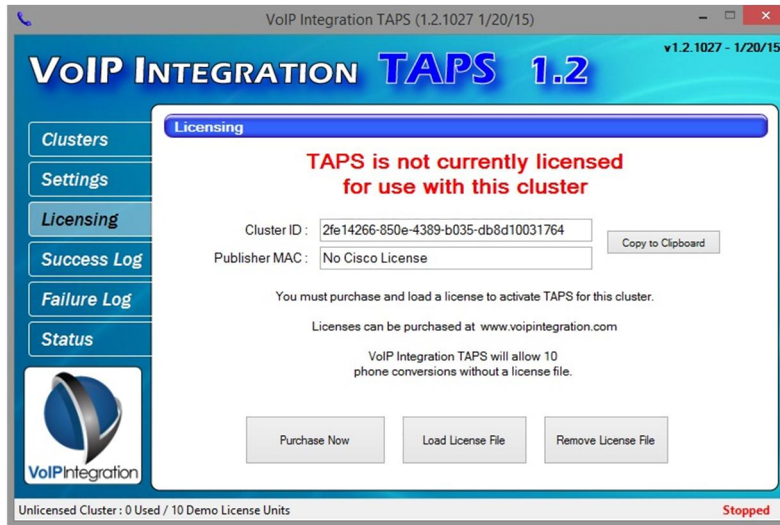 VoIP Integration TAPS (1.2.1027 1/20/15)
v1.2.1027 - 1/20/15
VOIP INTEGRATION TAPS 1.2
Clusters
Settings
Licensing
Success Log
Failure Log
Status
VoIPIntegration
Licensing
TAPS is not currently licensed
for use with this cluster
Cluster ID : 2fe14266-850e-4389-b035-db8d10031764
Copy to Clipboard
Publisher MAC : No Cisco License
You must purchase and load a license to activate TAPS for this cluster.
Licenses can be purchased at www.voipintegration.com
VoIP Integration TAPS will allow 10
phone conversions without a license file.
Purchase Now
Load License File
Remove License File
Unlicensed Cluster : 0 Used / 10 Demo License Units
Stopped